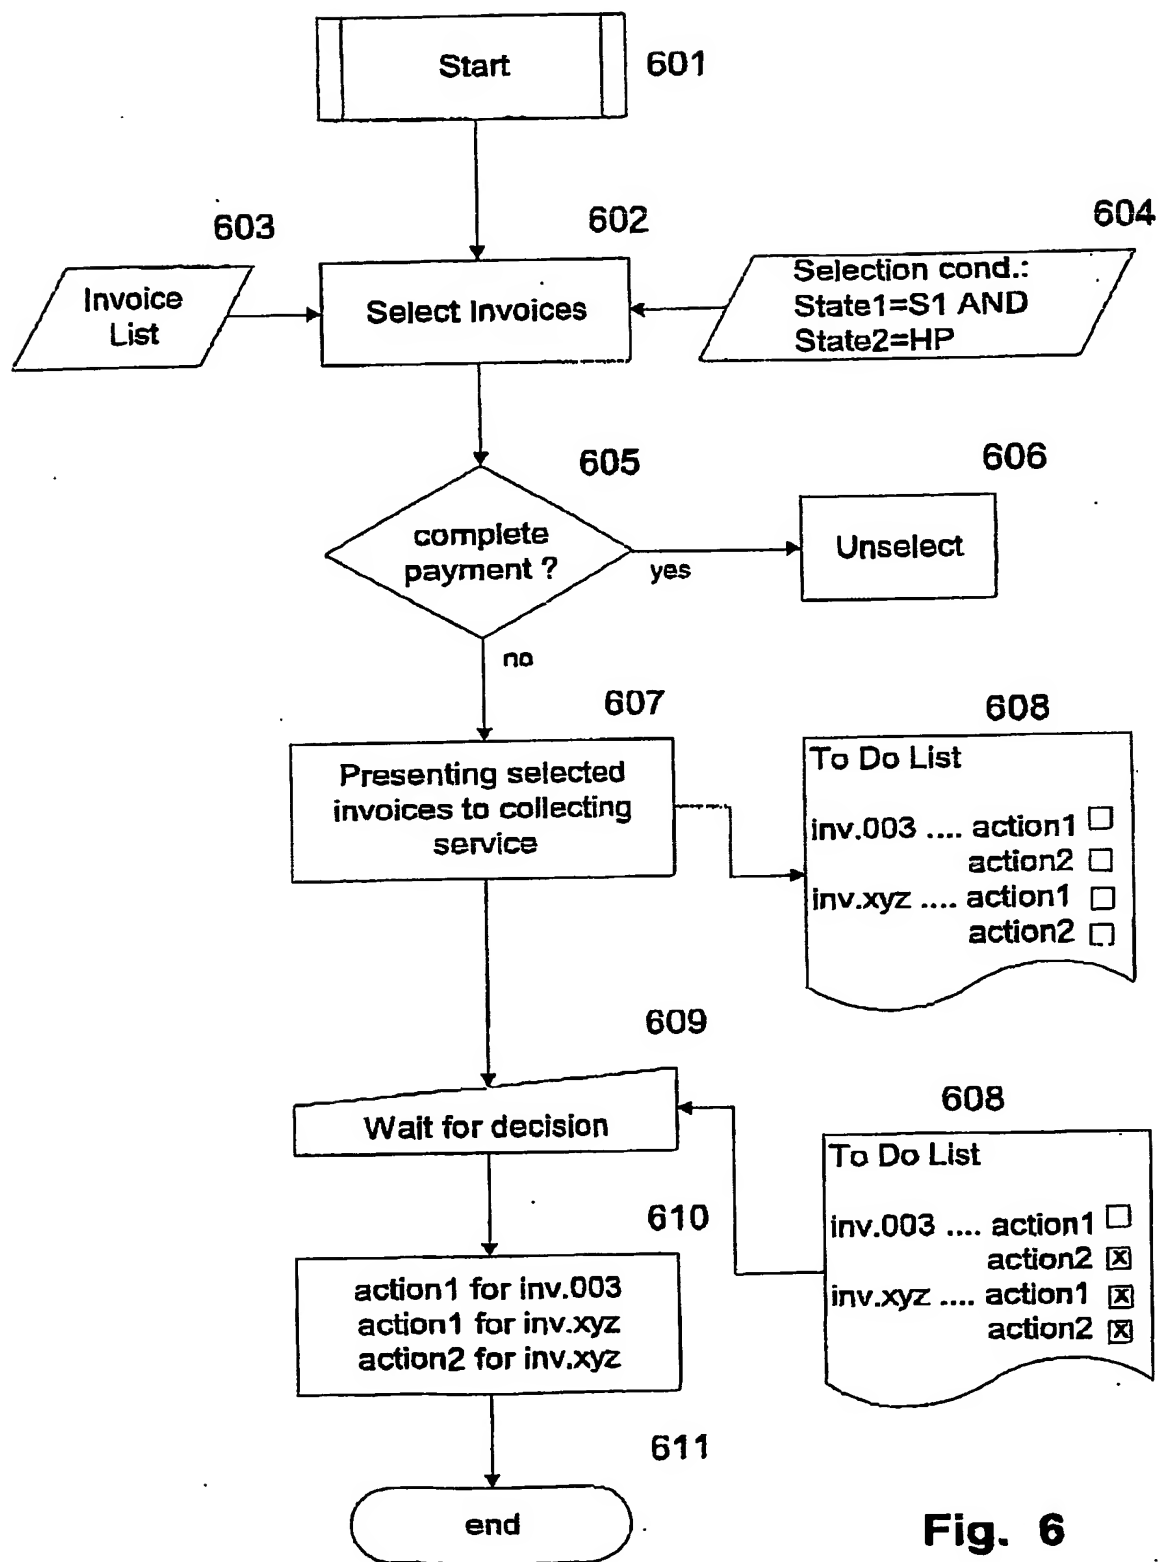 Start
601
603
602
604
Invoice
List
Select Invoices
Selection cond.:
State1=S1 AND
State2=HP
605
606
complete
payment ?
yes
Unselect
no
607
608
Presenting selected
invoices to collecting
service
To Do List
inv.003 .... action1
action2
inv.xyz .... action1
action2
609
Wait for decision
608
To Do List
inv.003 .... action1
action2 x
inv.xyz .... action1 x
action2 x
610
action1 for inv.003
action1 for inv.xyz
action2 for inv.xyz
611
end
Fig. 6